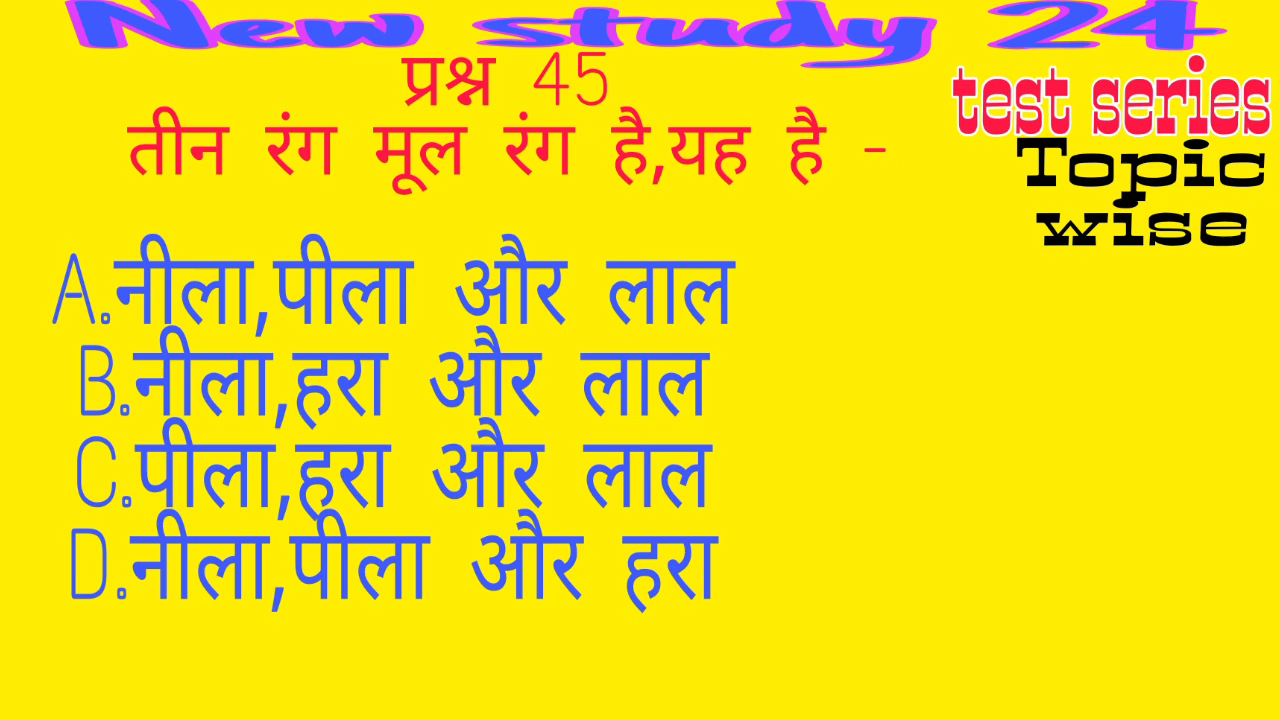 New study 24
प्रश्न 45
test series
तीन रंग मूल रंग है,यह है -
Topic
wise
A.नीला,पीला और लाल
B.नीला,हरा और लाल
C.पीला,हरा और लाल
D.नीला,पीला और हरा